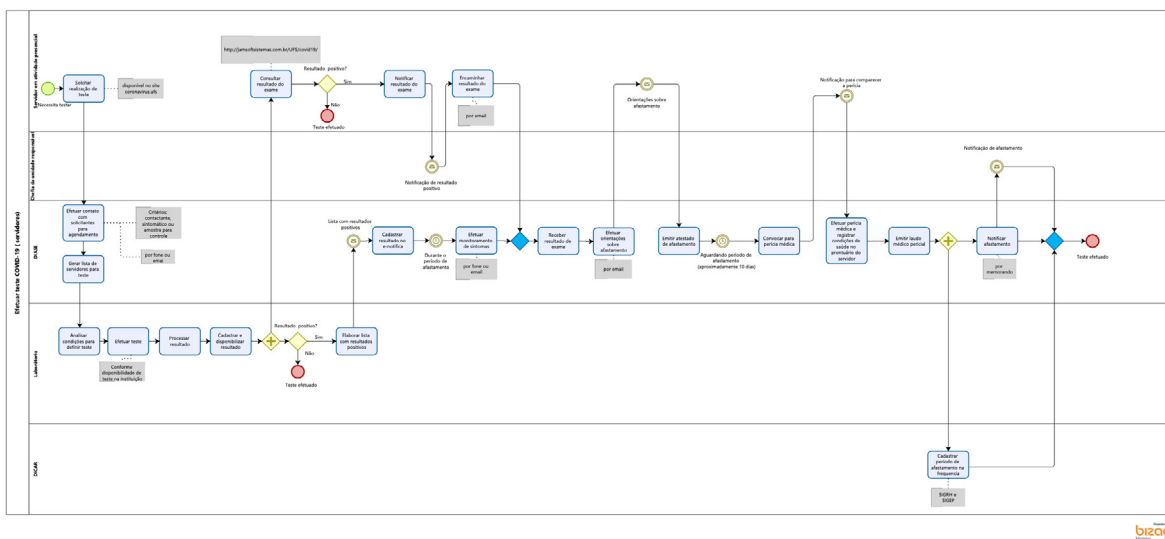 Efetuar teste COVID-19 ( servidores)
Servidor em atividade presencial
Necessita testar
Solicitar
realização de
teste
disponível no site
coronavirus.ufs
http://jamsoftsistemas.com.br/UFS/covid19/
Consultar
resultado do
exame
Resultado positivo?
Sim
Não
Teste efetuado
Notificar
resultado do
exame
Encaminhar
resultado do
exame
por email
Orientações sobre
afastamento
Notificação para comparecer
a perícia
Chefia da unidade responsável
Notificação de resultado
positivo
Notificação de afastamento
Efetuar contato
com
solicitantes
para
agendamento
Critérios:
contactante,
sintomático ou
amostra para
controle
por fone ou
emai
Gerar lista de
servidores para
teste
Lista com resultados
positivos
Cadastrar
resultado no
e-notifica
Durante o
período de
afastamento
Efetuar
monitoramento
de sintomas
por fone ou
email
Receber
resultado de
exame
Efetuar
orientações
sobre
afastamento
por email
Emitir atestado
de afastamento
Aguardando período de
afastamento
(aproximadamente 10 dias)
Convocar para
perícia médica
Efetuar perícia
médica e
registrar
condições de
saúde no
prontuário do
servidor
Emitir laudo
médico pericial
Notificar
afastamento
por
memorando
Teste efetuado
Laboratório
Analisar
condições para
definir teste
Efetuar teste
Conforme
disponibilidade de
teste na instituição
Processar
resultado
Cadastrar e
disponibilizar
resultado
Resultado positivo?
Sim
Não
Teste efetuado
Elaborar lista
com resultados
positivos
DICAR
Cadastrar
período de
afastamento na
frequencia
SIGRH e
SIGEP